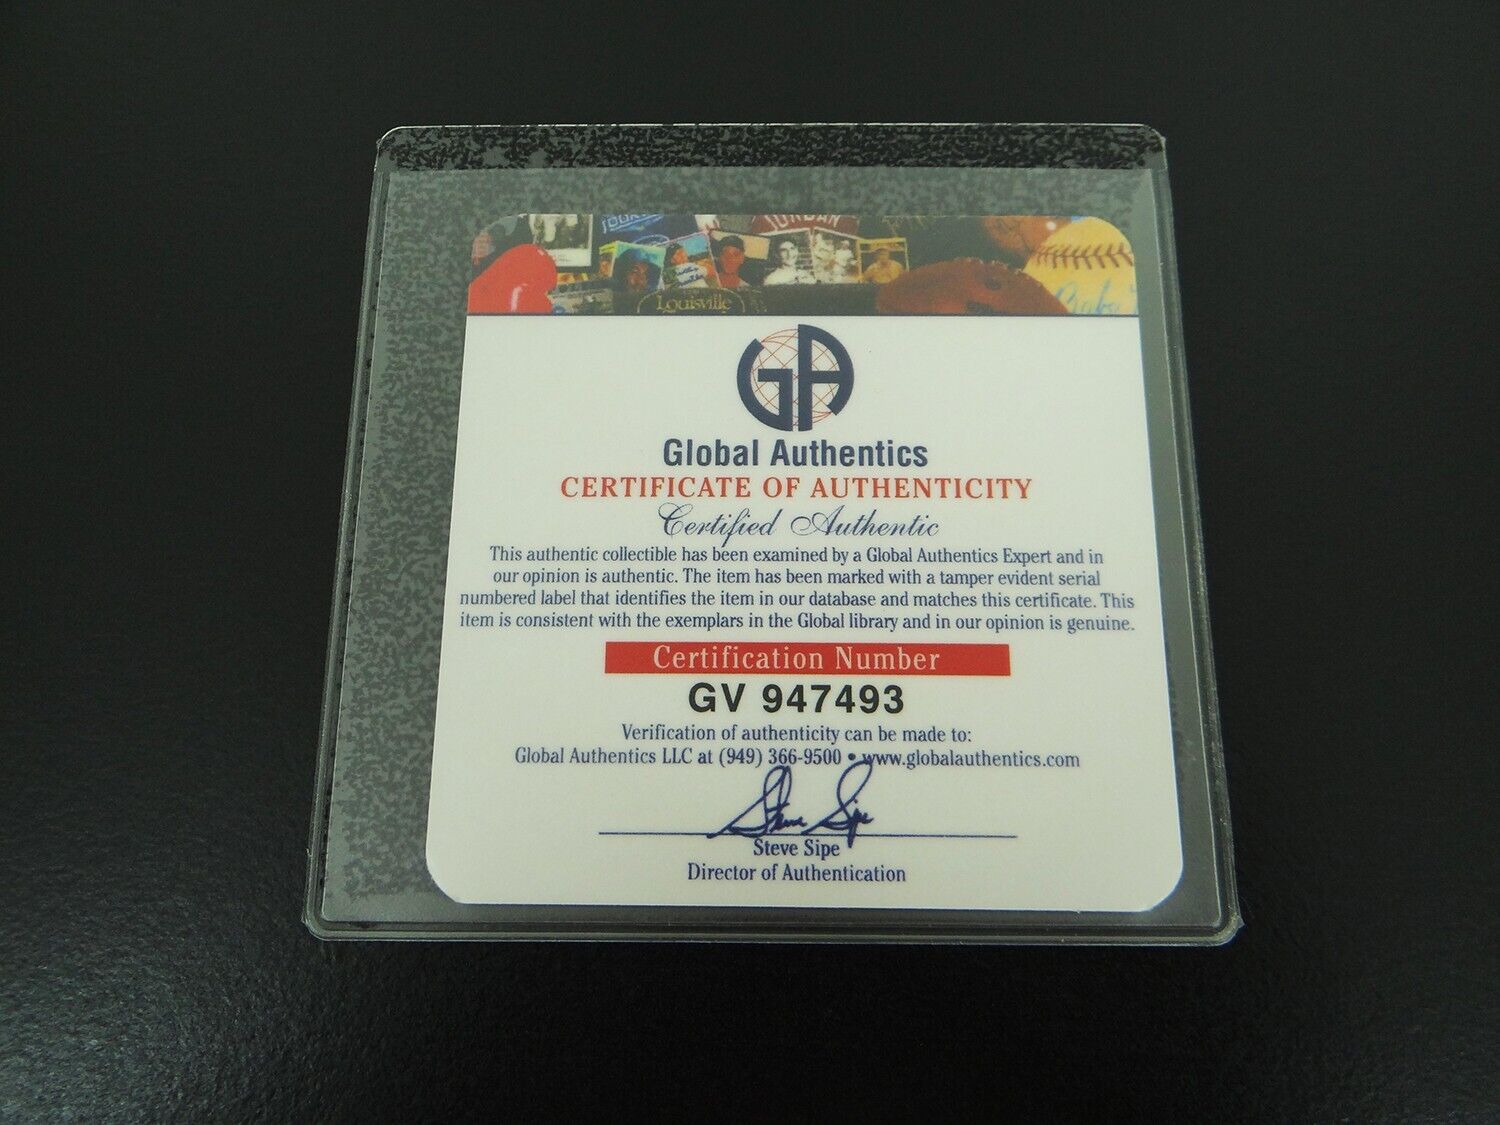 JORDAN
Louisville
Babe
GA
Global Authentics
CERTIFICATE OF AUTHENTICITY
Certified Authentic
This authentic collectible has been examined by a Global Authentics Expert and in
our opinion is authentic. The item has been marked with a tamper evident serial
numbered label that identifies the item in our database and matches this certificate. This
item is consistent with the exemplars in the Global library and in our opinion is genuine.
Certification Number
GV 947493
Verification of authenticity can be made to:
Global Authentics LLC at (949) 366-9500 • www.globalauthentics.com
Steve Sipe
Steve Sipe
Director of Authentication